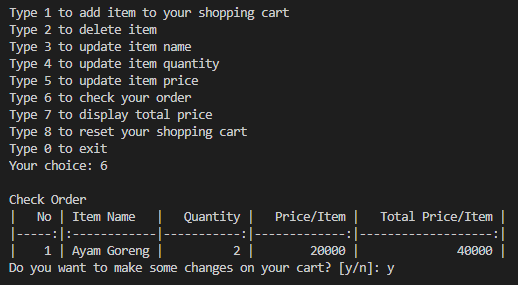 Type 1 to add item to your shopping cart
Type 2 to delete item
Type 3 to update item name
Type 4 to update item quantity
Type 5 to update item price
Type 6 to check your order
Type 7 to display total price
Type 8 to reset your shopping cart
Type 0 to exit
Your choice: 6

Check Order
|   No | Item Name   |   Quantity |   Price/Item |   Total Price/Item |
|-----:|:------------|-----------:|-------------:|-------------------:|
|    1 | Ayam Goreng |          2 |        20000 |              40000 |
Do you want to make some changes on your cart? [y/n]: y